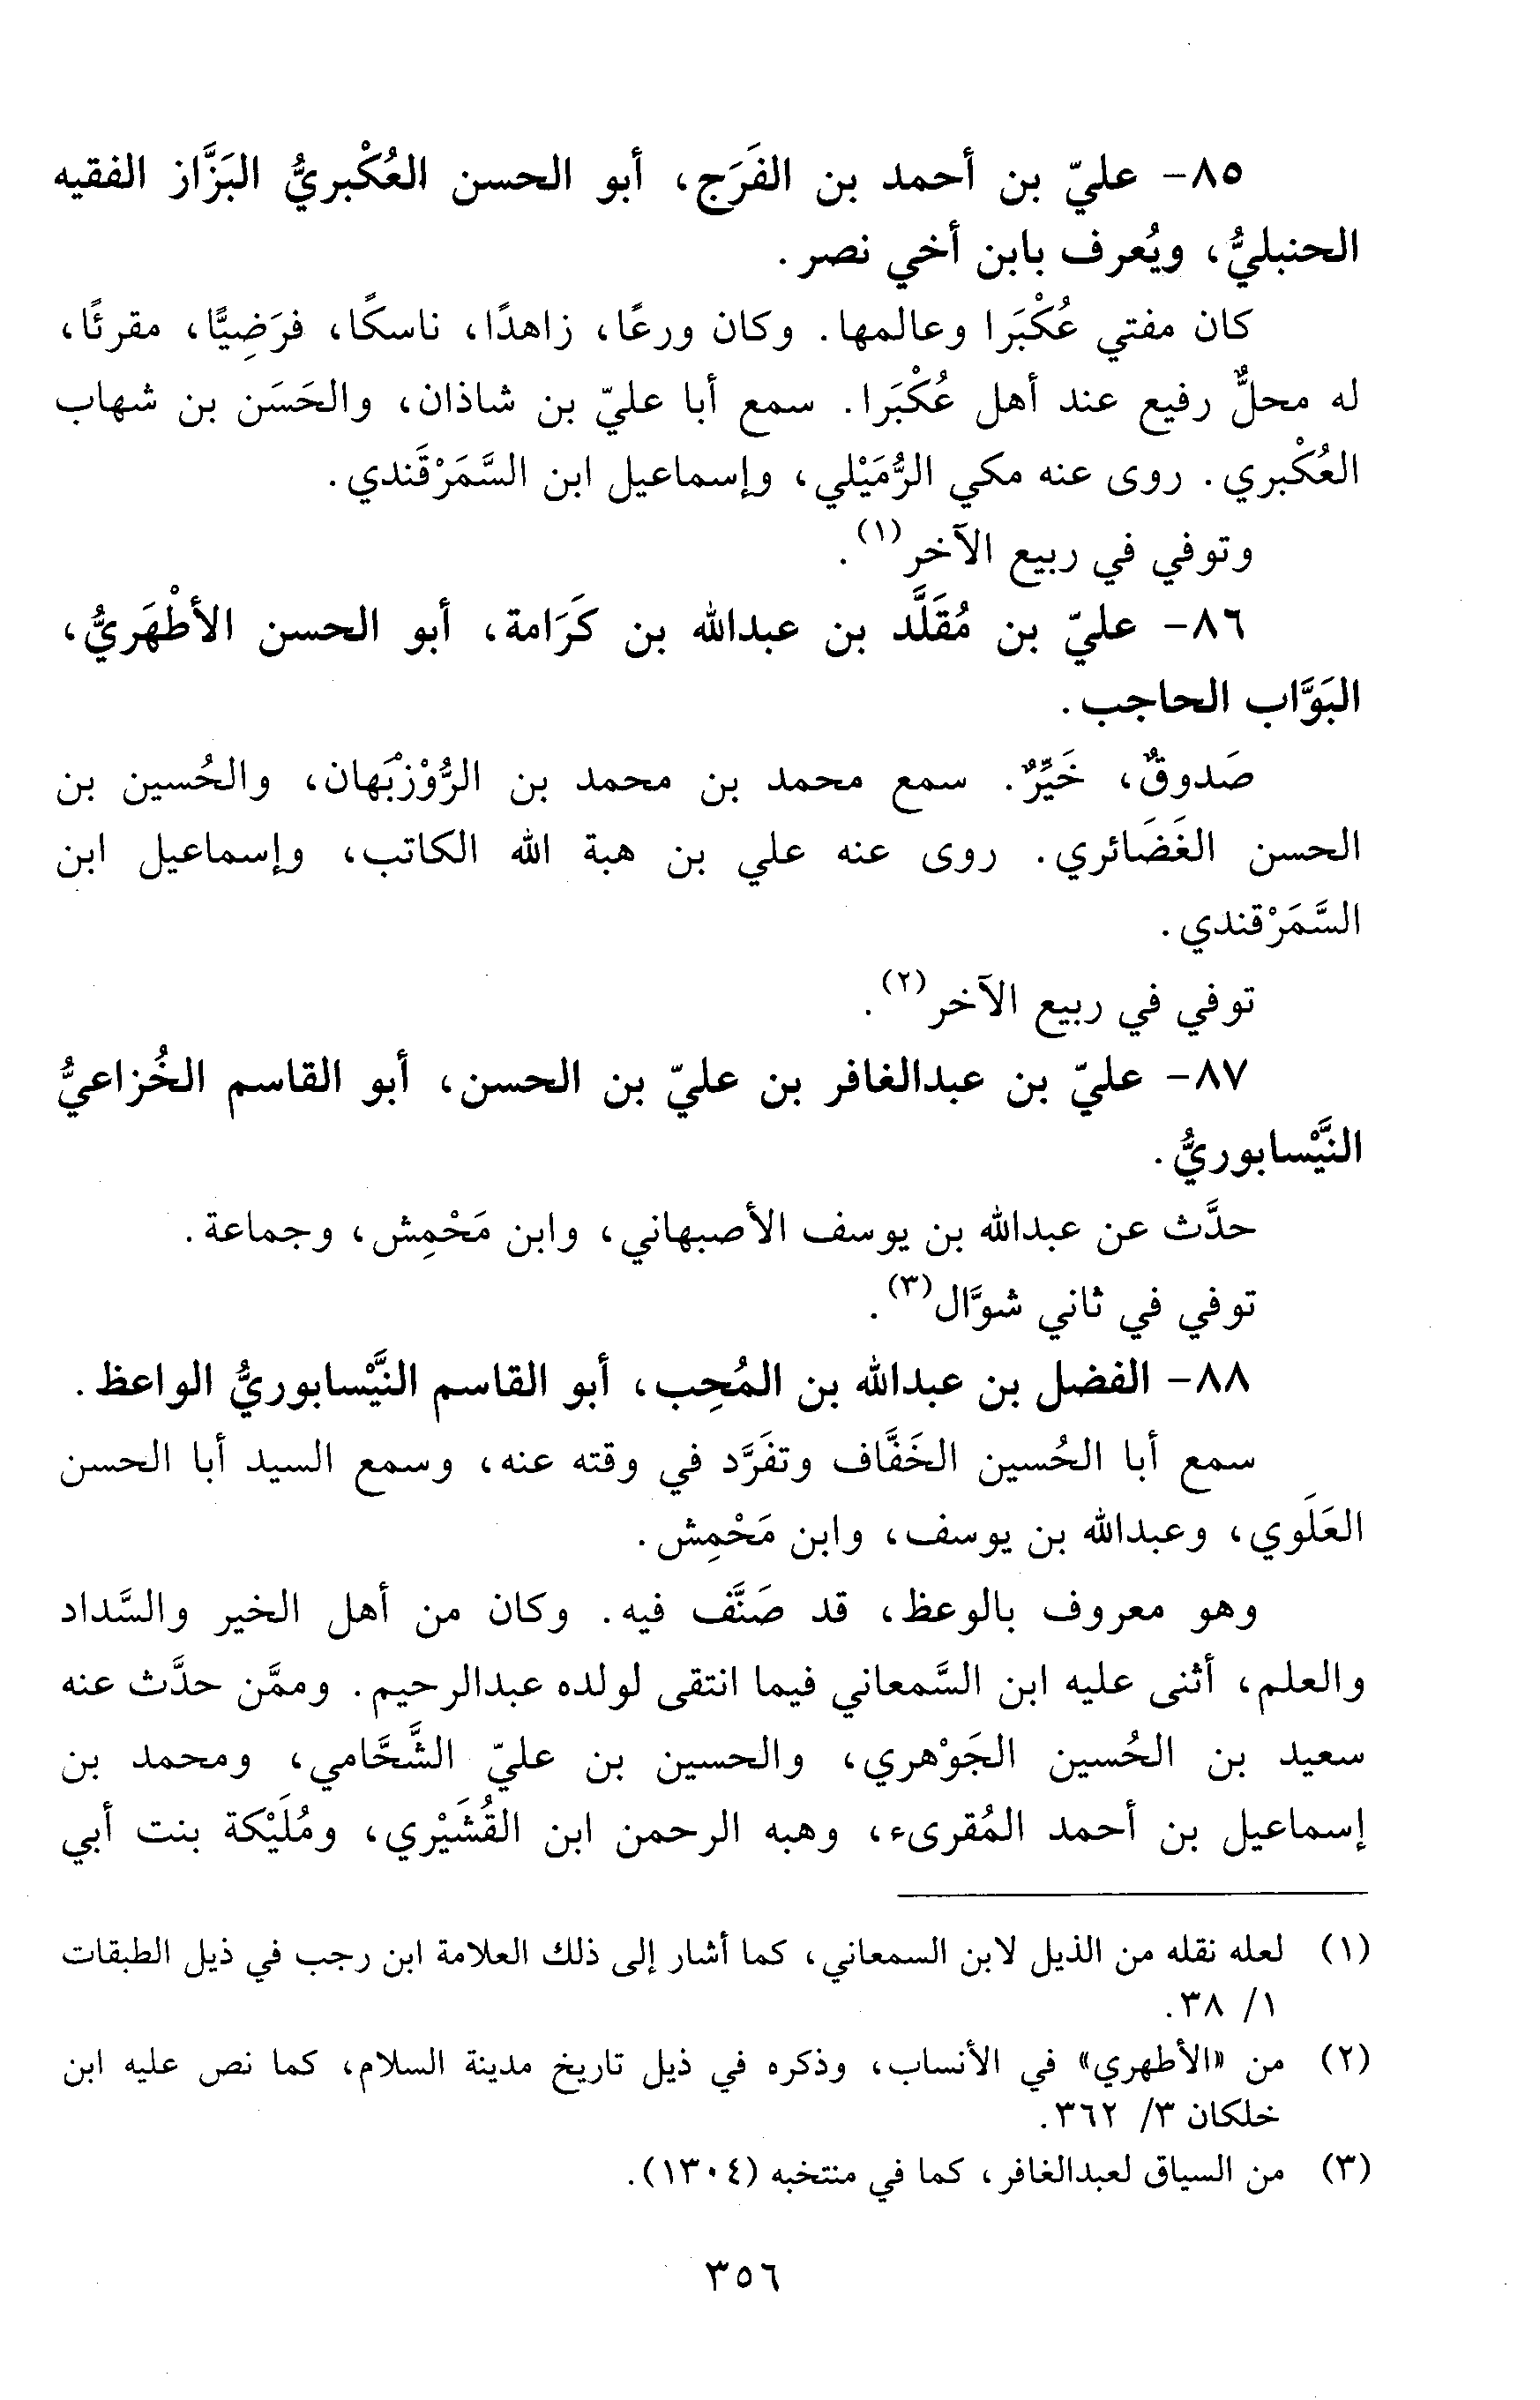 ٨٥- عليّ بن أحمد بن الفَرَج، أبو الحسن العُكْبريُّ البَزَّاز الفقيه
الحنبليُّ، ويُعرف بابن أخي نصر.
كان مفتي عُكْبَرا وعالمها. وكان ورعًا، زاهدًا، ناسكًا، فرَضِيًّا، مقرئًا،
له محلٌّ رفيع عند أهل عُكْبَرا. سمع أبا عليّ بن شاذان، والحَسَن بن شهاب
العُكْبري. روى عنه مكي الرُّمَيْلي، وإسماعيل ابن السَّمَرْقَندي.
وتوفي في ربيع الآخر(١).
٨٦- عليّ بن مُقَلَّد بن عبدالله بن كَرَامة، أبو الحسن الأطْهَريُّ،
البَوَّاب الحاجب.
صَدوقٌ، خَيِّرٌ. سمع محمد بن محمد بن الرُّوْزبَهان، والحُسين بن
الحسن الغَضَائري. روى عنه علي بن هبة الله الكاتب، وإسماعيل ابن
السَّمَرْقندي.
توفي في ربيع الآخر(٢).
٨٧- عليّ بن عبدالغافر بن عليّ بن الحسن، أبو القاسم الخُزاعيُّ
النَّيْسابوريُّ.
حدَّث عن عبدالله بن يوسف الأصبهاني، وابن مَحْمِش، وجماعة.
توفي في ثاني شوَّال(٣).
٨٨- الفضل بن عبدالله بن المُحِب، أبو القاسم النَّيْسابوريُّ الواعظ.
سمع أبا الحُسين الخَفَّاف وتفَرَّد في وقته عنه، وسمع السيد أبا الحسن
العَلَوي، وعبدالله بن يوسف، وابن مَحْمِش.
وهو معروف بالوعظ، قد صَنَّف فيه. وكان من أهل الخير والسَّداد
والعلم، أثنى عليه ابن السَّمعاني فيما انتقى لولده عبدالرحيم. وممَّن حدَّث عنه
سعيد بن الحُسين الجَوْهري، والحسين بن عليّ الشَّحَّامي، ومحمد بن
إسماعيل بن أحمد المُقرىء، وهبه الرحمن ابن القُشَيْري، ومُلَيْكة بنت أبي
(١) لعله نقله من الذيل لابن السمعاني، كما أشار إلى ذلك العلامة ابن رجب في ذيل الطبقات
١/ ٣٨.
(٢) من «الأطهري» في الأنساب، وذكره في ذيل تاريخ مدينة السلام، كما نص عليه ابن
خلكان ٣/ ٣٦٢.
(٣) من السياق لعبدالغافر، كما في منتخبه (١٣٠٤).
٣٥٦